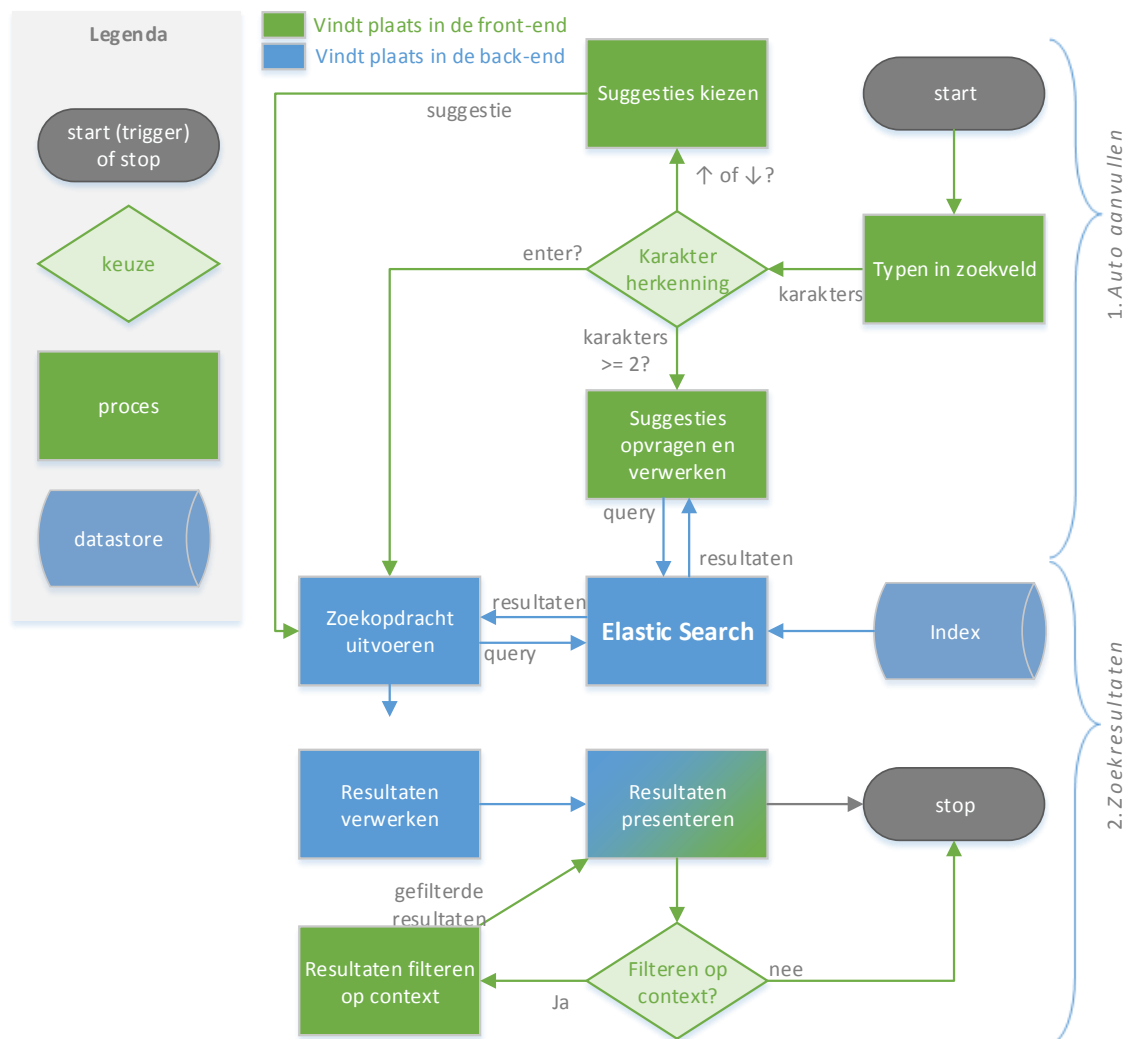 Legenda
start (trigger)
of stop
keuze
proces
datastore
Vindt plaats in de front-end
Vindt plaats in de back-end
Suggesties kiezen
start
suggestie
↑ of ↓?
enter?
Karakter
herkenning
karakters
Typen in zoekveld
karakters
>= 2?
Suggesties
opvragen en
verwerken
query
resultaten
1. Auto aanvullen
Zoekopdracht
uitvoeren
resultaten
query
Elastic Search
Index
Resultaten
verwerken
Resultaten
presenteren
stop
gefilterde
resultaten
Resultaten filteren
op context
Ja
Filteren op
context?
nee
2. Zoekresultaten